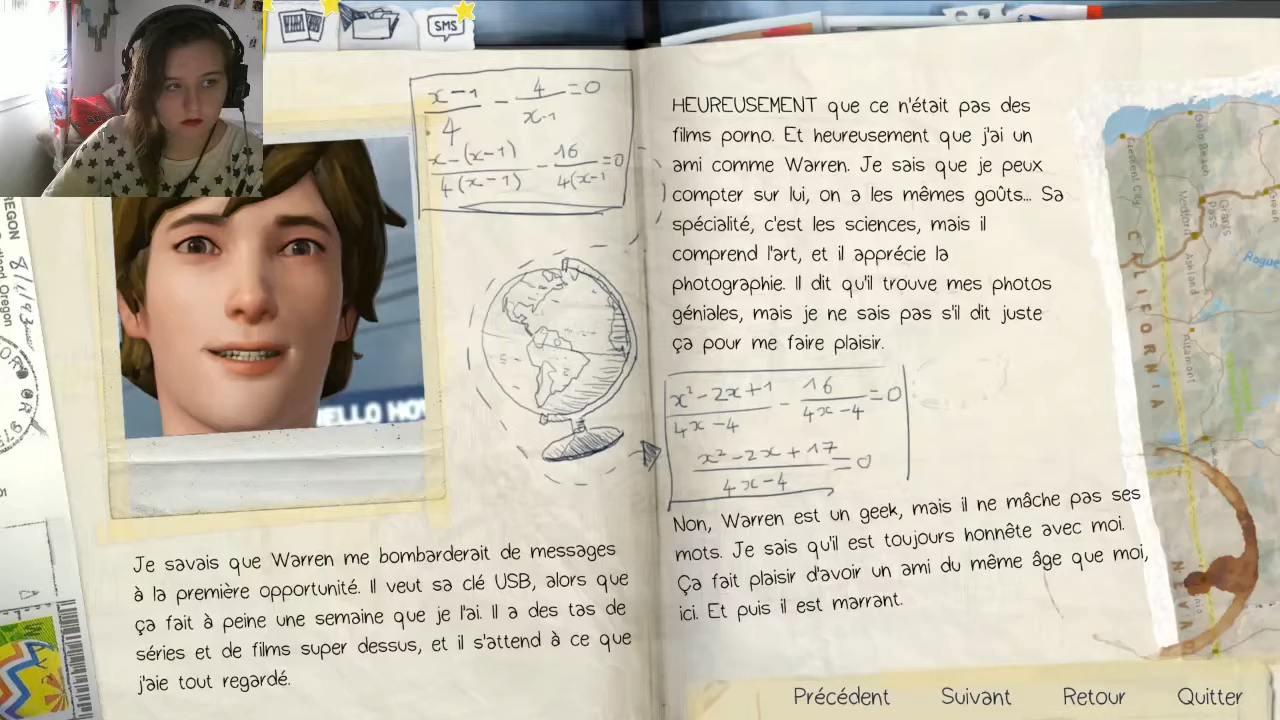 SMS
x-1/4 - 4/x-1 =0
x-(x-1)/4(x-1) - 16/4(x-1 =0
HELLO HO
Je savais que Warren me bombarderait de messages
à la première opportunité. Il veut sa clé USB, alors que
ça fait à peine une semaine que je l'ai. Il a des tas de
séries et de films super dessus, et il s'attend à ce que
j'aie tout regardé.
HEUREUSEMENT que ce n'était pas des
films porno. Et heureusement que j'ai un
ami comme Warren. Je sais que je peux
compter sur lui, on a les mêmes goûts... Sa
spécialité, c'est les sciences, mais il
comprend l'art, et il apprécie la
photographie. Il dit qu'il trouve mes photos
géniales, mais je ne sais pas s'il dit juste
ça pour me faire plaisir.
x²-2x+1/4x-4 - 16/4x-4 =0
x²-2x+17/4x-4 =0
Non, Warren est un geek, mais il ne mâche pas ses
mots. Je sais qu'il est toujours honnête avec moi.
Ça fait plaisir d'avoir un ami du même âge que moi,
ici. Et puis il est marrant.
Crescent City
Medford
Grants
Pass
Ashland
Rogue
Altamont
CALIFORNIA
Précédent Suivant Retour Quitter